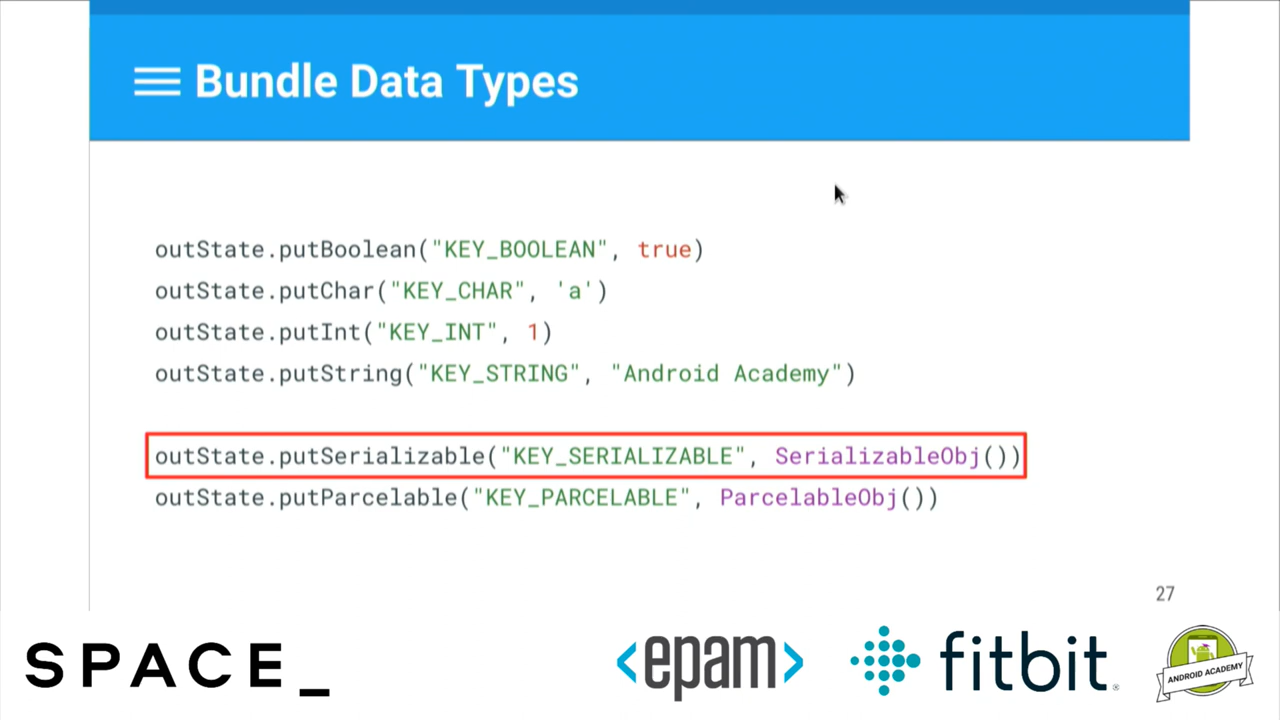 Bundle Data Types
outState.putBoolean("KEY_BOOLEAN", true)
outState.putChar("KEY_CHAR", 'a')
outState.putInt("KEY_INT", 1)
outState.putString("KEY_STRING", "Android Academy")
outState.putSerializable("KEY_SERIALIZABLE", SerializableObj())
outState.putParcelable("KEY_PARCELABLE", ParcelableObj())
27
SPACE_
<epam>
fitbit®
ANDROID ACADEMY